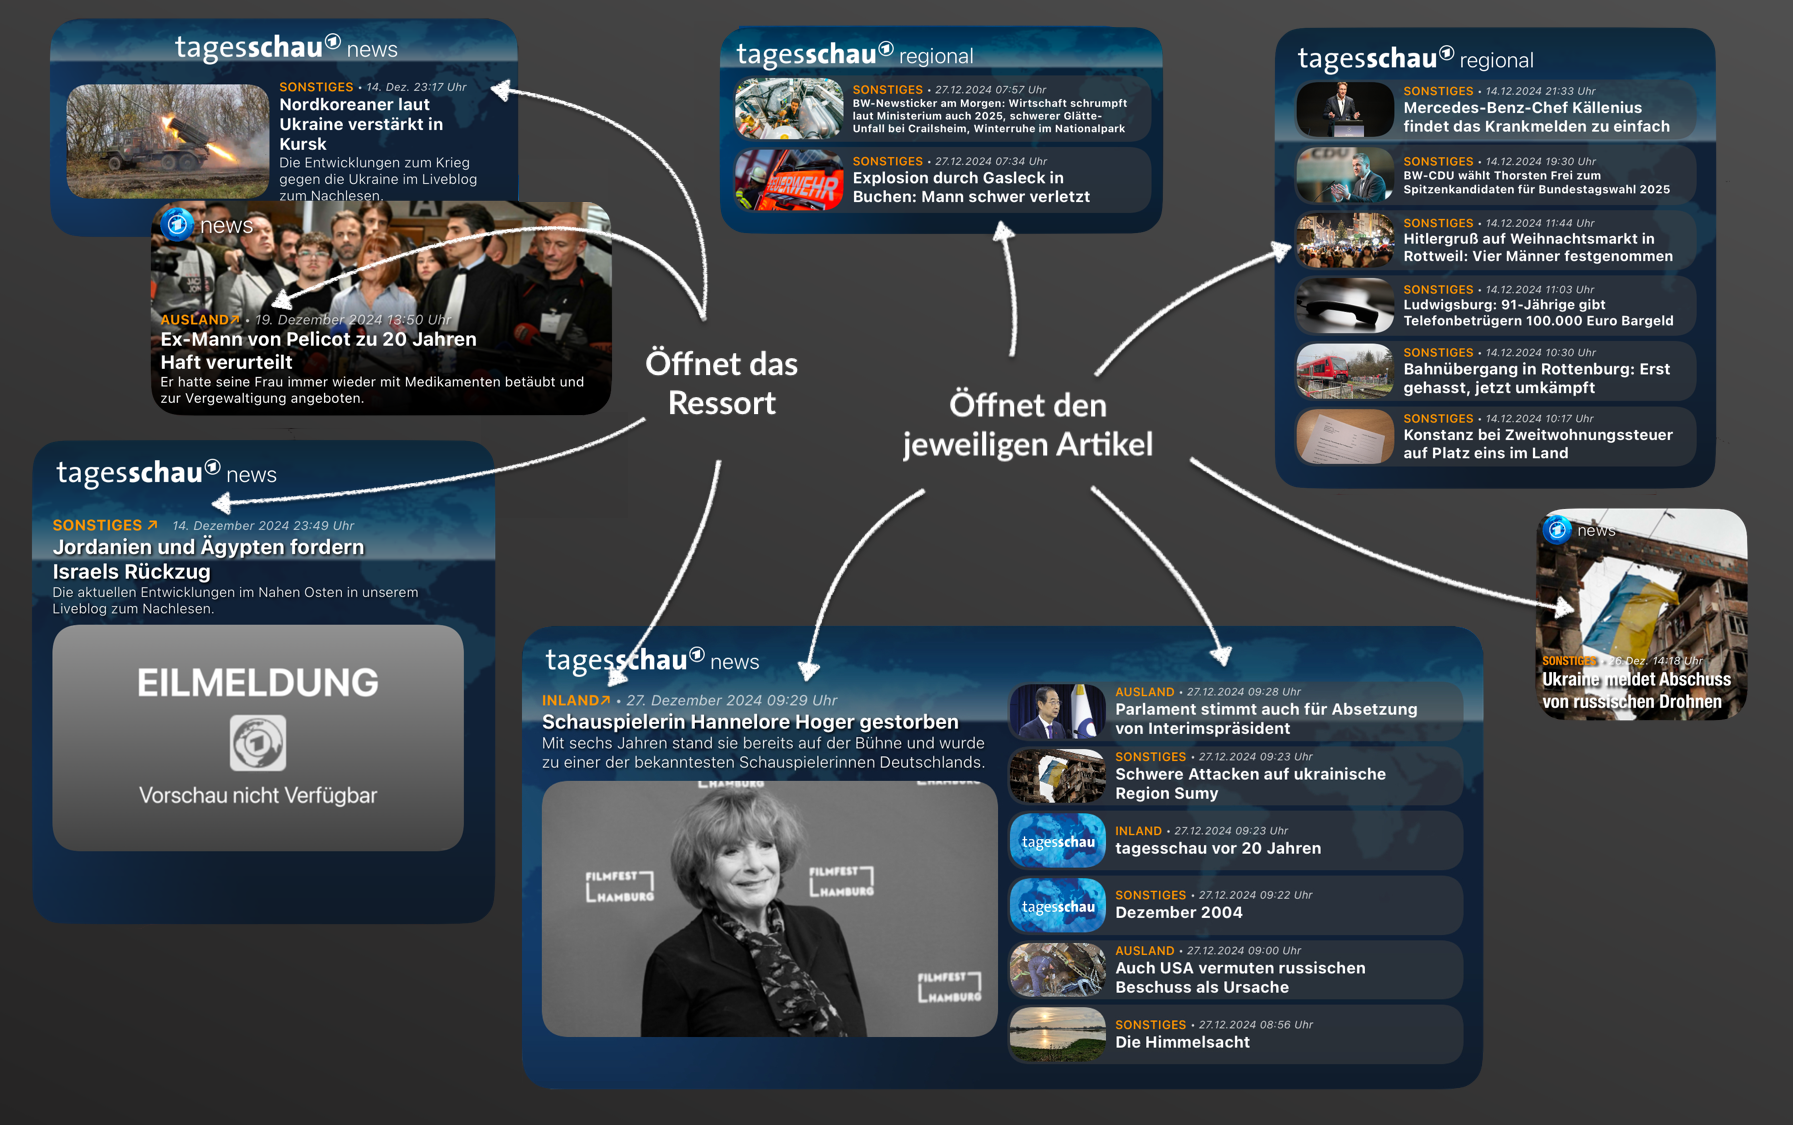 tagesschau news
SONSTIGES • 14. Dez. 23:17 Uhr
Nordkoreaner laut
Ukraine verstärkt in
Kursk
Die Entwicklungen zum Krieg
gegen die Ukraine im Liveblog
zum Nachlesen.
news
AUSLAND↗ • 19. Dezember 2024 13:50 Uhr
Ex-Mann von Pelicot zu 20 Jahren
Haft verurteilt
Er hatte seine Frau immer wieder mit Medikamenten betäubt und
zur Vergewaltigung angeboten.
tagesschau news
SONSTIGES ↗ 14. Dezember 2024 23:49 Uhr
Jordanien und Ägypten fordern
Israels Rückzug
Die aktuellen Entwicklungen im Nahen Osten in unserem
Liveblog zum Nachlesen.
EILMELDUNG
Vorschau nicht Verfügbar
Öffnet das
Ressort
tagesschau regional
SONSTIGES • 27.12.2024 07:57 Uhr
BW-Newsticker am Morgen: Wirtschaft schrumpft
laut Ministerium auch 2025, schwerer Glätte-
Unfall bei Crailsheim, Winterruhe im Nationalpark
FEUERWEHR
SONSTIGES • 27.12.2024 07:34 Uhr
Explosion durch Gasleck in
Buchen: Mann schwer verletzt
Öffnet den
jeweiligen Artikel
tagesschau regional
SONSTIGES • 14.12.2024 21:33 Uhr
Mercedes-Benz-Chef Källenius
findet das Krankmelden zu einfach
CDU
SONSTIGES • 14.12.2024 19:30 Uhr
BW-CDU wählt Thorsten Frei zum
Spitzenkandidaten für Bundestagswahl 2025
SONSTIGES • 14.12.2024 11:44 Uhr
Hitlergruß auf Weihnachtsmarkt in
Rottweil: Vier Männer festgenommen
SONSTIGES • 14.12.2024 11:03 Uhr
Ludwigsburg: 91-Jährige gibt
Telefonbetrügern 100.000 Euro Bargeld
SONSTIGES • 14.12.2024 10:30 Uhr
Bahnübergang in Rottenburg: Erst
gehasst, jetzt umkämpft
SONSTIGES • 14.12.2024 10:17 Uhr
Konstanz bei Zweitwohnungssteuer
auf Platz eins im Land
news
SONSTIGES • 26 Dez. 14:18 Uhr
Ukraine meldet Abschuss
von russischen Drohnen
tagesschau news
INLAND↗ • 27. Dezember 2024 09:29 Uhr
Schauspielerin Hannelore Hoger gestorben
Mit sechs Jahren stand sie bereits auf der Bühne und wurde
zu einer der bekanntesten Schauspielerinnen Deutschlands.
HAMBURG
HAMBURG
FILMFEST
HAMBURG
FILMFEST
HAMBURG
FILMFEST
HAMBURG
AUSLAND • 27.12.2024 09:28 Uhr
Parlament stimmt auch für Absetzung
von Interimspräsident
SONSTIGES • 27.12.2024 09:23 Uhr
Schwere Attacken auf ukrainische
Region Sumy
tagesschau
INLAND • 27.12.2024 09:23 Uhr
tagesschau vor 20 Jahren
tagesschau
SONSTIGES • 27.12.2024 09:22 Uhr
Dezember 2004
AUSLAND • 27.12.2024 09:00 Uhr
Auch USA vermuten russischen
Beschuss als Ursache
SONSTIGES • 27.12.2024 08:56 Uhr
Die Himmelsacht